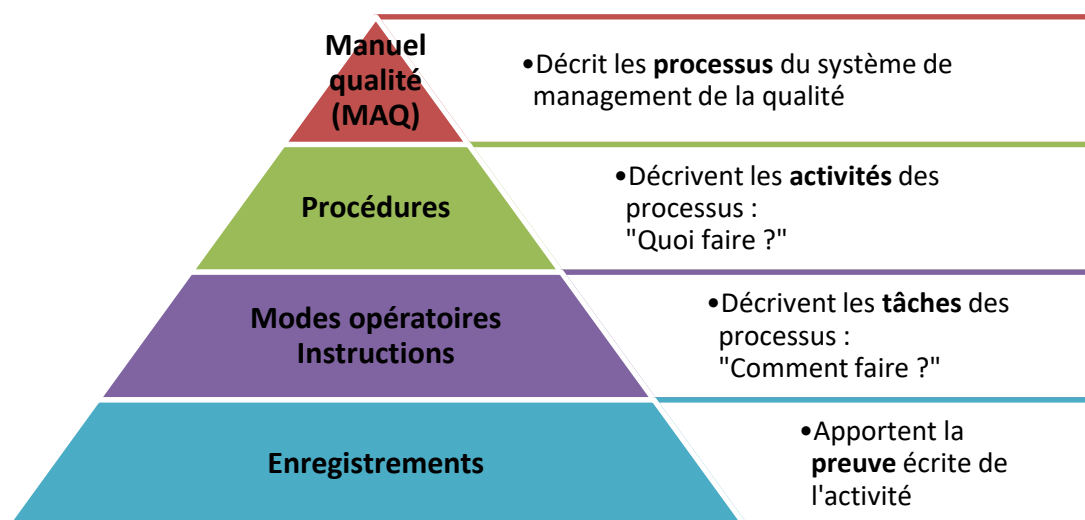 Manuel
qualité
(MAQ)
•Décrit les processus du système de
management de la qualité
Procédures
•Décrivent les activités des
processus :
"Quoi faire ?"
Modes opératoires
Instructions
•Décrivent les tâches des
processus :
"Comment faire ?"
Enregistrements
•Apportent la
preuve écrite de
l'activité